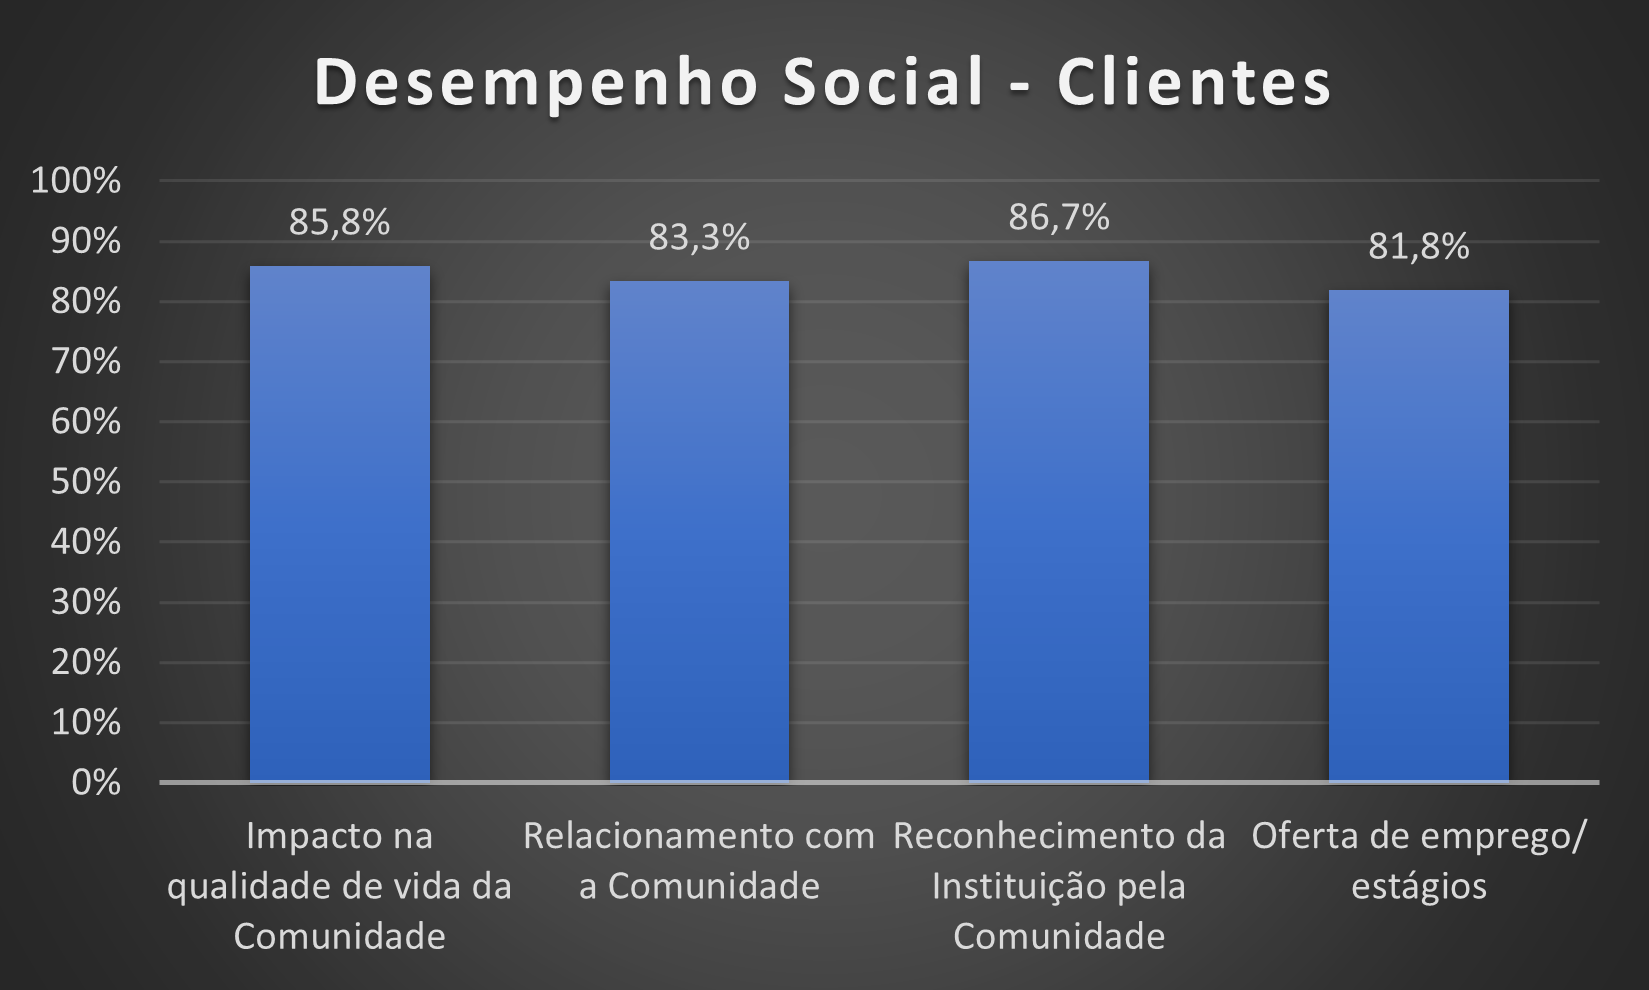 Desempenho Social - Clientes
100%
90%
80%
70%
60%
50%
40%
30%
20%
10%
0%
85,8%
83,3%
86,7%
81,8%
Impacto na
qualidade de vida da
Comunidade
Relacionamento com
a Comunidade
Reconhecimento da
Instituição pela
Comunidade
Oferta de emprego/
estágios